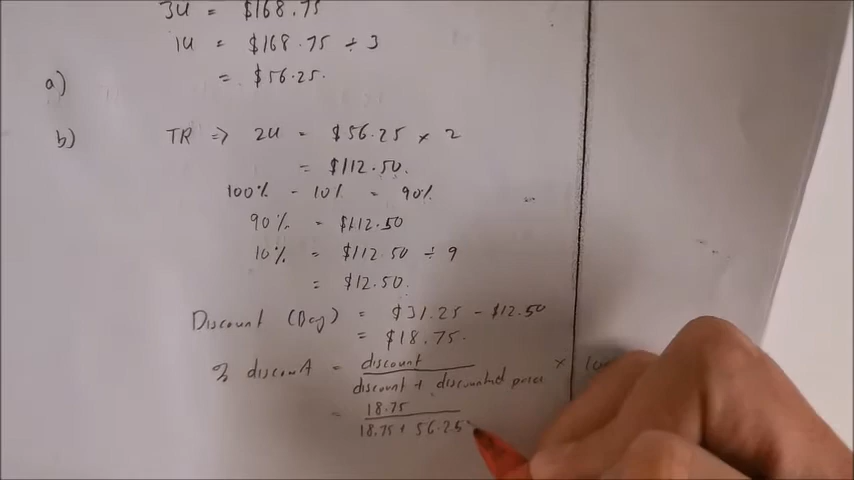 3u = $168.75
1u = $168.75 ÷ 3
a) = $56.25.
b) TR => 2u = $56.25 × 2
= $112.50.
100% - 10% = 90%
90% = $112.50
10% = $112.50 ÷ 9
= $12.50.
Discount (Day) = $31.25 - $12.50
= $18.75.
% discount = discount / discount + discounted price × 10
= 18.75 / 18.75 + 56.25